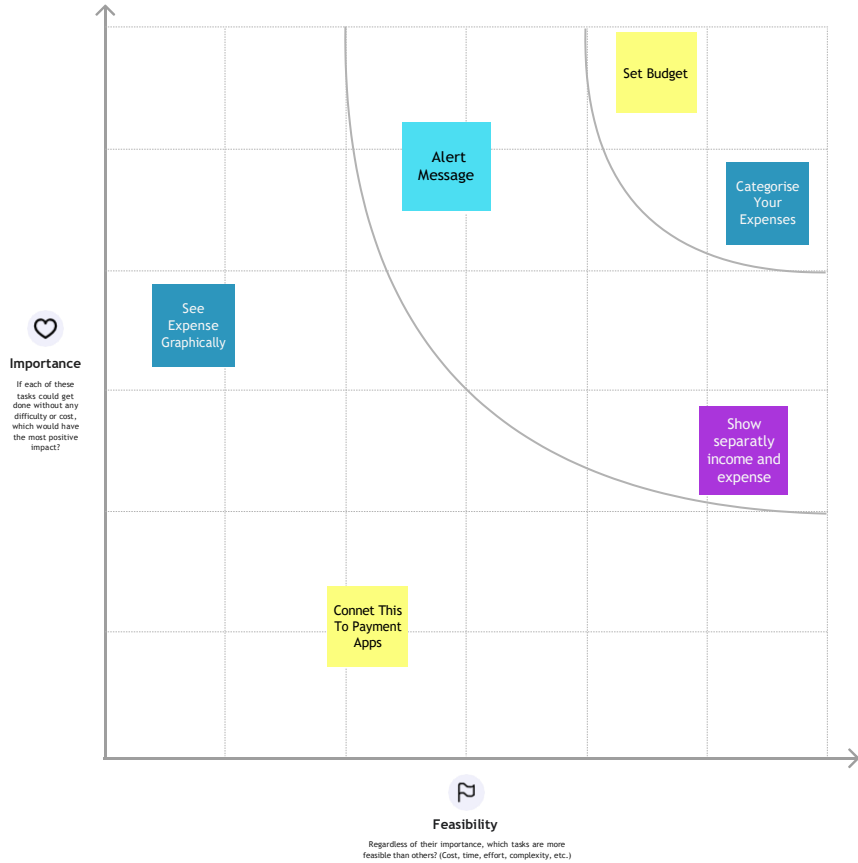 Set Budget
Alert
Message
Categorise
Your
Expenses
See
Expense
Graphically
Importance
If each of these
tasks could get
done without any
difficulty or cost,
which would have
the most positive
impact?
Show
separatly
income and
expense
Connet This
To Payment
Apps
Feasibility
Regardless of their importance, which tasks are more
feasible than others? (Cost, time, effort, complexity, etc.)